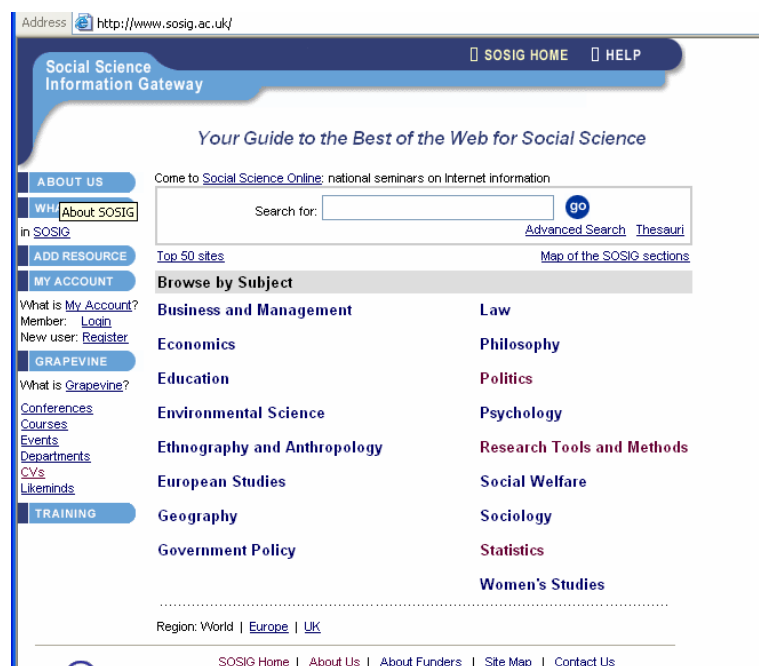 Address http://www.sosig.ac.uk/
SOSIG HOME HELP
Social Science
Information Gateway
Your Guide to the Best of the Web for Social Science
ABOUT US
About SOSIG
in SOSIG
ADD RESOURCE
MY ACCOUNT
What is My Account?
Member: Login
New user: Register
GRAPEVINE
What is Grapevine?
Conferences
Courses
Events
Departments
CVs
Likeminds
TRAINING
Come to Social Science Online: national seminars on Internet information
Search for: go
Advanced Search Thesauri
Top 50 sites Map of the SOSIG sections
Browse by Subject
Business and Management
Economics
Education
Environmental Science
Ethnography and Anthropology
European Studies
Geography
Government Policy
Law
Philosophy
Politics
Psychology
Research Tools and Methods
Social Welfare
Sociology
Statistics
Women's Studies
Region: World | Europe | UK
SOSIG Home | About Us | About Funders | Site Map | Contact Us